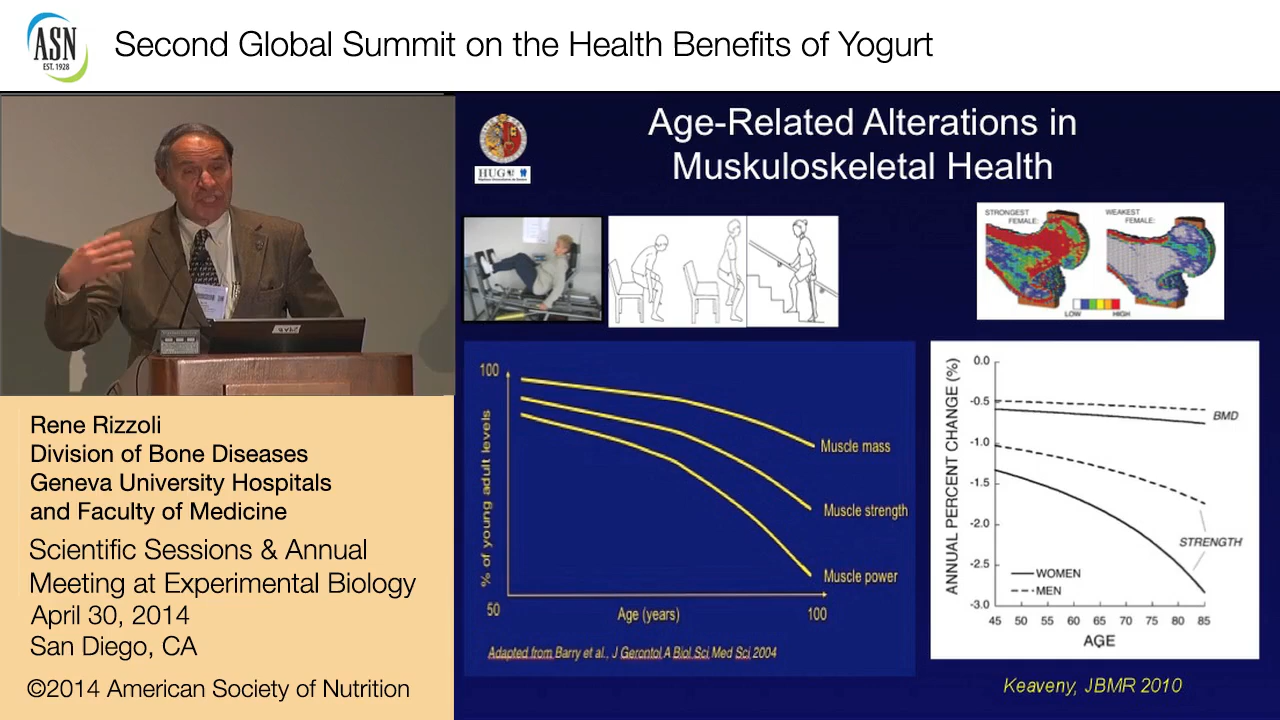 ASN
EST. 1928
Second Global Summit on the Health Benefits of Yogurt
Rene Rizzoli
Division of Bone Diseases
Geneva University Hospitals
and Faculty of Medicine
Scientific Sessions & Annual
Meeting at Experimental Biology
April 30, 2014
San Diego, CA
©2014 American Society of Nutrition
HUG
Age-Related Alterations in
Muskuloskeletal Health
STRONGEST
FEMALE:
WEAKEST
FEMALE:
LOW HIGH
100
% of young adult levels
Muscle mass
Muscle strength
Muscle power
50 Age (years) 100
Adapted from Barry et al., J Gerontol A Biol Sci Med Sci 2004
ANNUAL PERCENT CHANGE (%)
0.0
-0.5
-1.0
-1.5
-2.0
-2.5
-3.0
BMD
STRENGTH
WOMEN
MEN
45 50 55 60 65 70 75 80 85
AGE
Keaveny, JBMR 2010